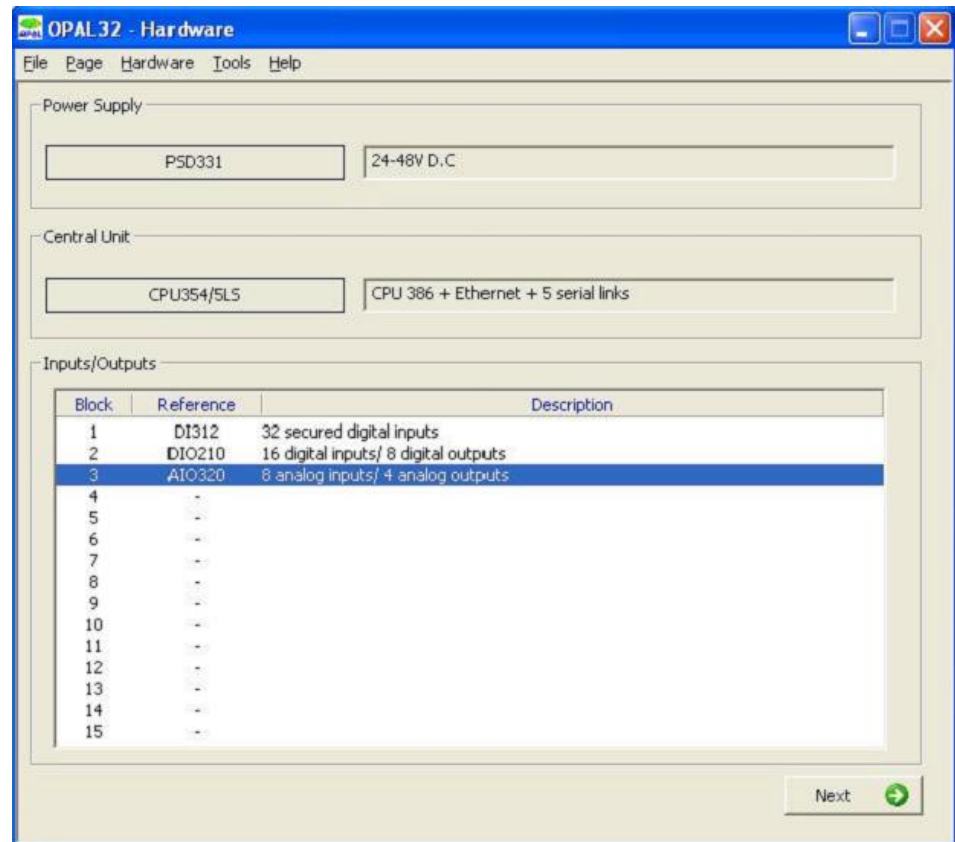 OPAL32 - Hardware
File Page Hardware Tools Help
Power Supply
PSD331 24-48V D.C
Central Unit
CPU354/5LS CPU 386 + Ethernet + 5 serial links
Inputs/Outputs
Block Reference Description
1 DI312 32 secured digital inputs
2 DIO210 16 digital inputs/ 8 digital outputs
3 AIO320 8 analog inputs/ 4 analog outputs
4 -
5 -
6 -
7 -
8 -
9 -
10 -
11 -
12 -
13 -
14 -
15 -
Next